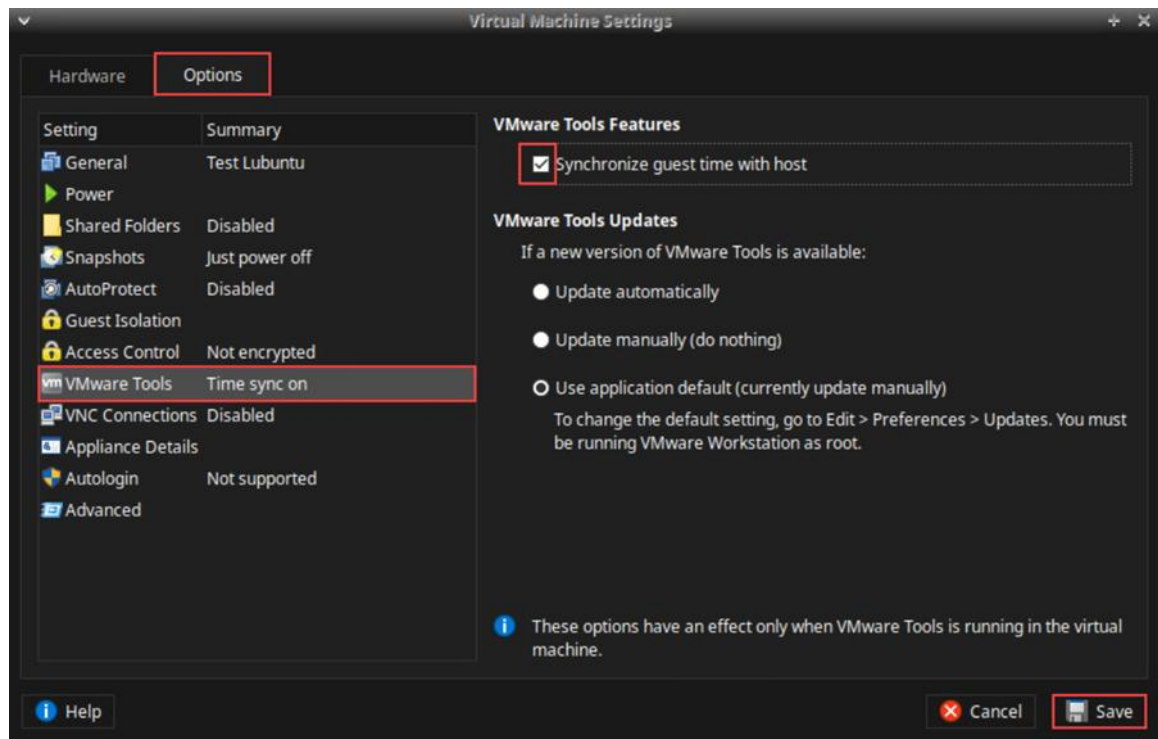 Virtual Machine Settings
Hardware Options
Setting Summary
General Test Lubuntu
Power
Shared Folders Disabled
Snapshots Just power off
AutoProtect Disabled
Guest Isolation
Access Control Not encrypted
vm VMware Tools Time sync on
VNC Connections Disabled
Appliance Details
Autologin Not supported
Advanced
VMware Tools Features
Synchronize guest time with host
VMware Tools Updates
If a new version of VMware Tools is available:
Update automatically
Update manually (do nothing)
Use application default (currently update manually)
To change the default setting, go to Edit > Preferences > Updates. You must
be running VMware Workstation as root.
These options have an effect only when VMware Tools is running in the virtual
machine.
Help Cancel Save